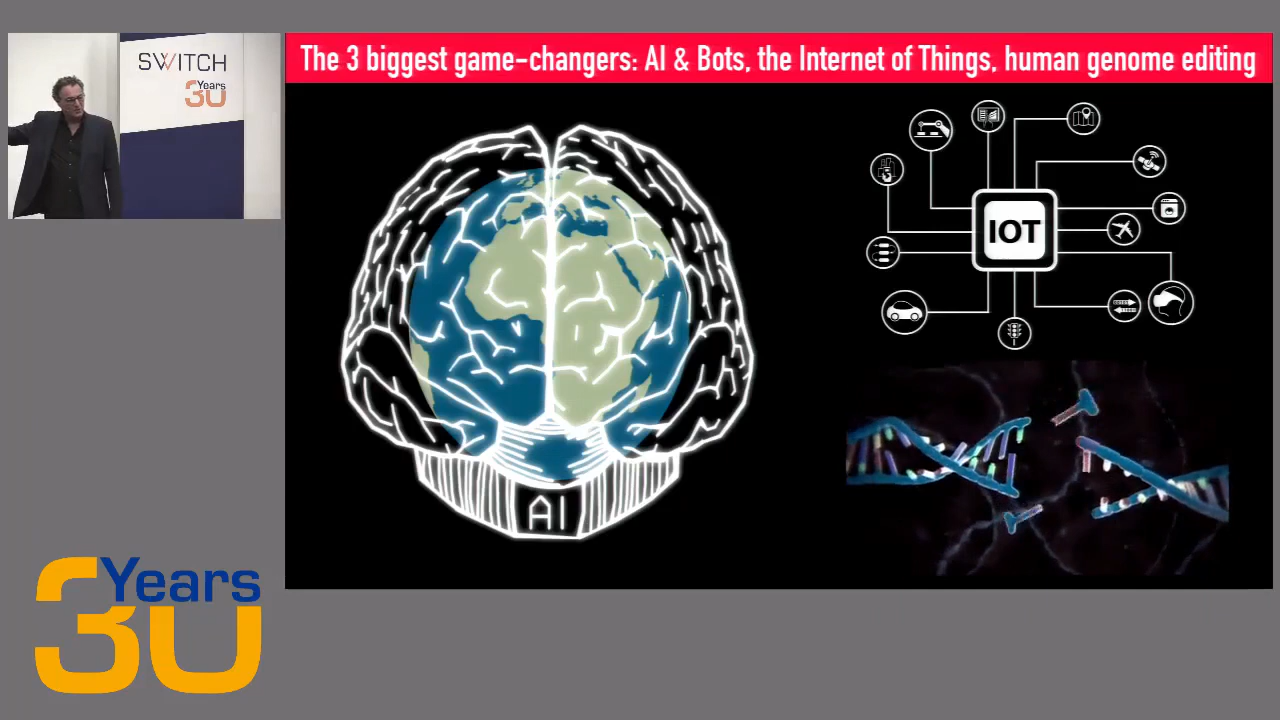 SWITCH
Years
30
The 3 biggest game-changers: AI & Bots, the Internet of Things, human genome editing
IOT
AI
Years
30